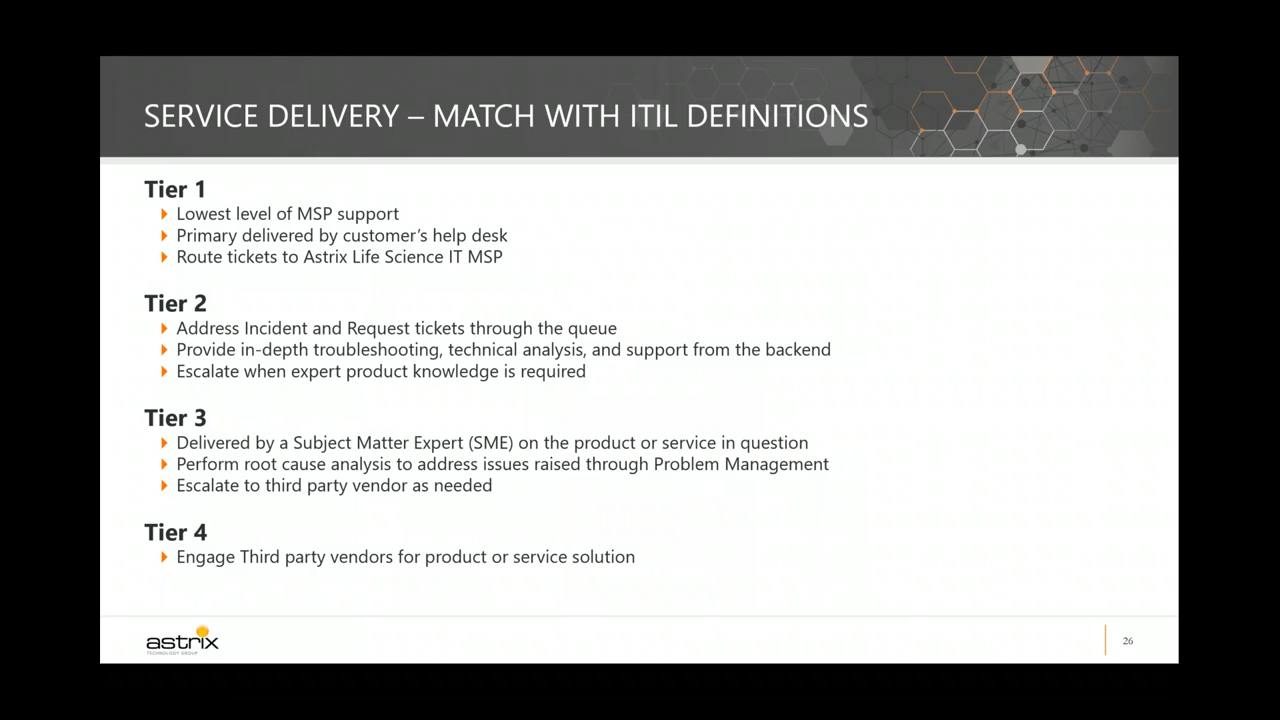 SERVICE DELIVERY – MATCH WITH ITIL DEFINITIONS
Tier 1
Lowest level of MSP support
Primary delivered by customer’s help desk
Route tickets to Astrix Life Science IT MSP
Tier 2
Address Incident and Request tickets through the queue
Provide in-depth troubleshooting, technical analysis, and support from the backend
Escalate when expert product knowledge is required
Tier 3
Delivered by a Subject Matter Expert (SME) on the product or service in question
Perform root cause analysis to address issues raised through Problem Management
Escalate to third party vendor as needed
Tier 4
Engage Third party vendors for product or service solution
astrix
TECHNOLOGY GROUP
26